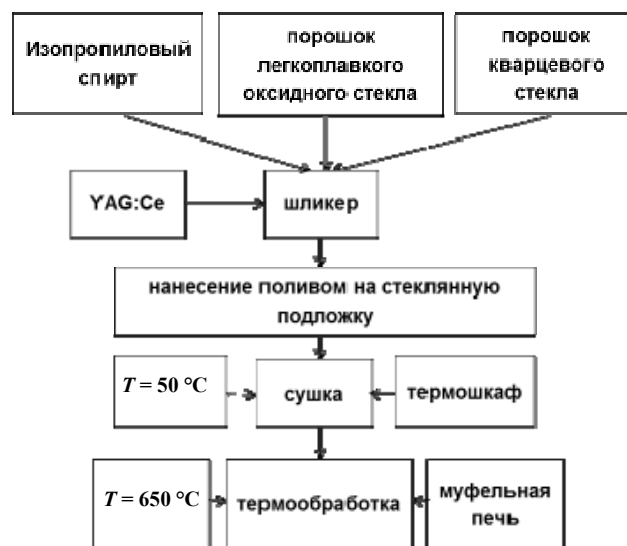 Изопропиловый
спирт
порошок
легкоплавкого
оксидного стекла
порошок
кварцевого
стекла
YAG:Ce
шликер
нанесение поливом на стеклянную
подложку
T = 50 °C
сушка
термошкаф
T = 650 °C
термообработка
муфельная
печь